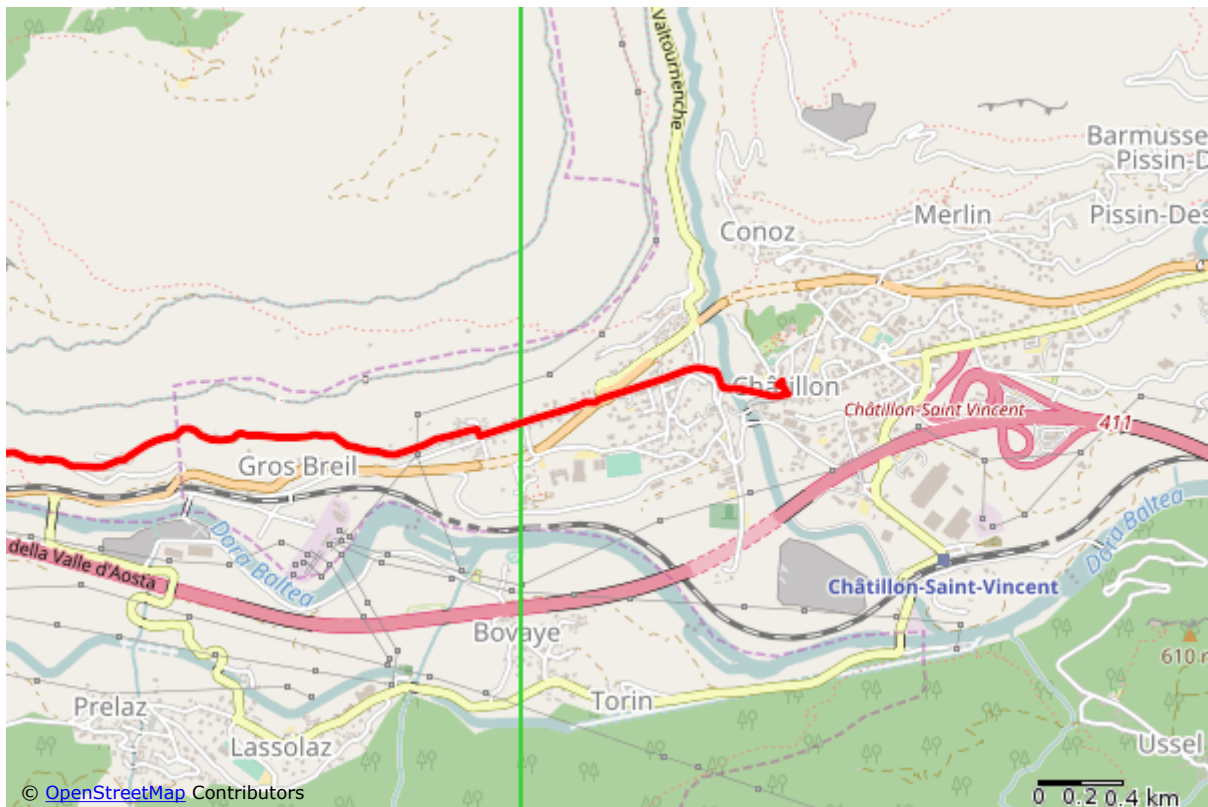 Valtournenche
Barmusse
Pissin-D
Merlin
Pissin-Des
Conoz
Châtillon
Châtillon-Saint Vincent
411
Gros Breil
Dora Baltea
della Valle d'Aosta
Dora Baltea
Châtillon-Saint-Vincent
Bovaye
610 m
Prelaz
Torin
Lassolaz
Ussel
© OpenStreetMap Contributors
0 0.2 0.4 km